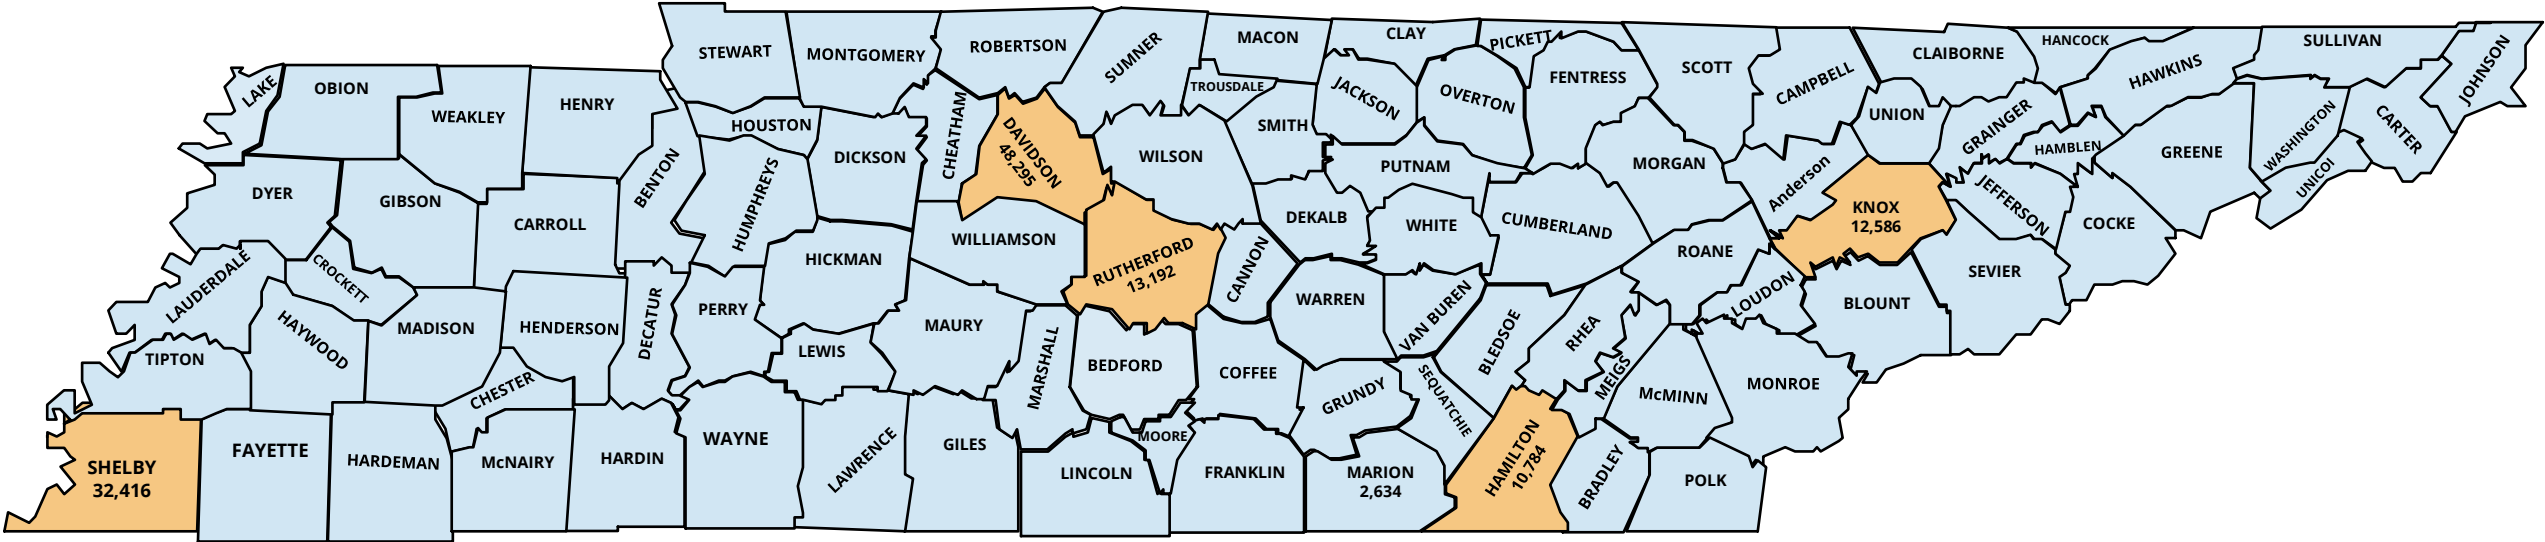 STEWART
MONTGOMERY
ROBERTSON
SUMNER
MACON
CLAY
PICKETT
FENTRESS
SCOTT
CAMPBELL
CLAIBORNE
HANCOCK
HAWKINS
SULLIVAN
JOHNSON
LAKE
OBION
WEAKLEY
HENRY
HOUSTON
CHEATHAM
TROUSDALE
JACKSON
OVERTON
UNION
GRAINGER
HAMBLEN
GREENE
WASHINGTON
CARTER
UNICOI
DYER
GIBSON
CARROLL
BENTON
HUMPHREYS
DICKSON
DAVIDSON
48,295
WILSON
SMITH
PUTNAM
MORGAN
Anderson
KNOX
12,586
JEFFERSON
COCKE
LAUDERDALE
CROCKETT
HICKMAN
WILLIAMSON
RUTHERFORD
13,192
CANNON
DEKALB
WHITE
CUMBERLAND
ROANE
LOUDON
BLOUNT
SEVIER
TIPTON
HAYWOOD
MADISON
HENDERSON
DECATUR
PERRY
LEWIS
MAURY
MARSHALL
BEDFORD
COFFEE
WARREN
VAN BUREN
BLEDSOE
RHEA
MEIGS
McMINN
MONROE
CHESTER
GRUNDY
SEQUATCHIE
SHELBY
32,416
FAYETTE
HARDEMAN
McNAIRY
HARDIN
WAYNE
LAWRENCE
GILES
LINCOLN
MOORE
FRANKLIN
MARION
2,634
HAMILTON
10,784
BRADLEY
POLK